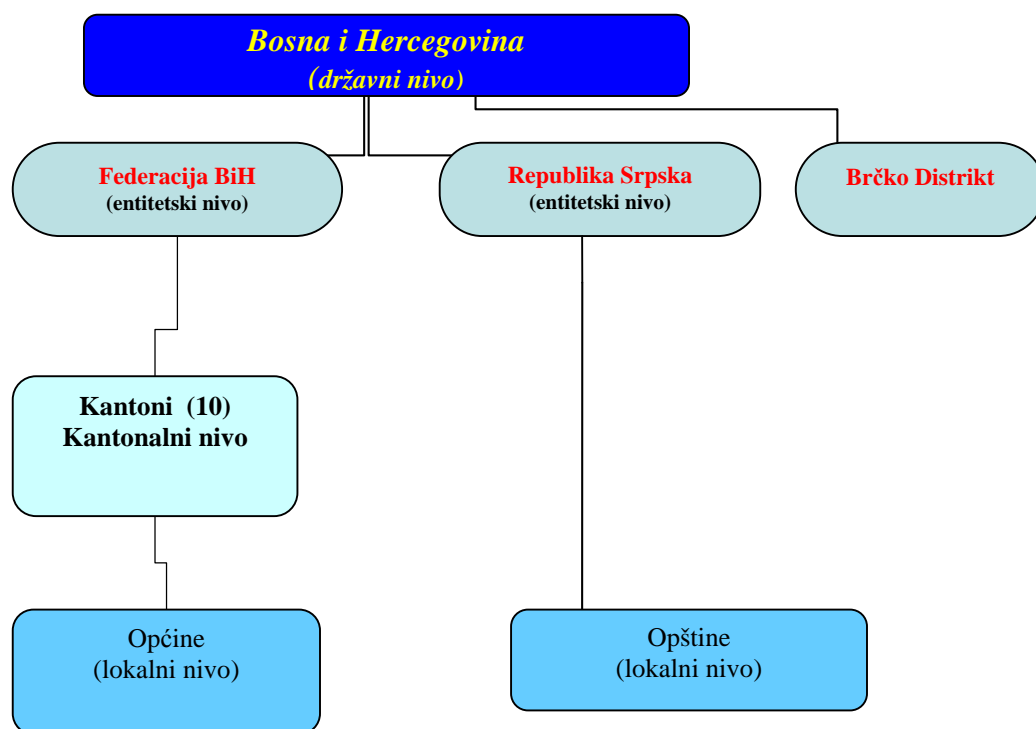 Bosna i Hercegovina
(državni nivo)
Federacija BiH
(entitetski nivo)
Republika Srpska
(entitetski nivo)
Brčko Distrikt
Kantoni (10)
Kantonalni nivo
Općine
(lokalni nivo)
Opštine
(lokalni nivo)